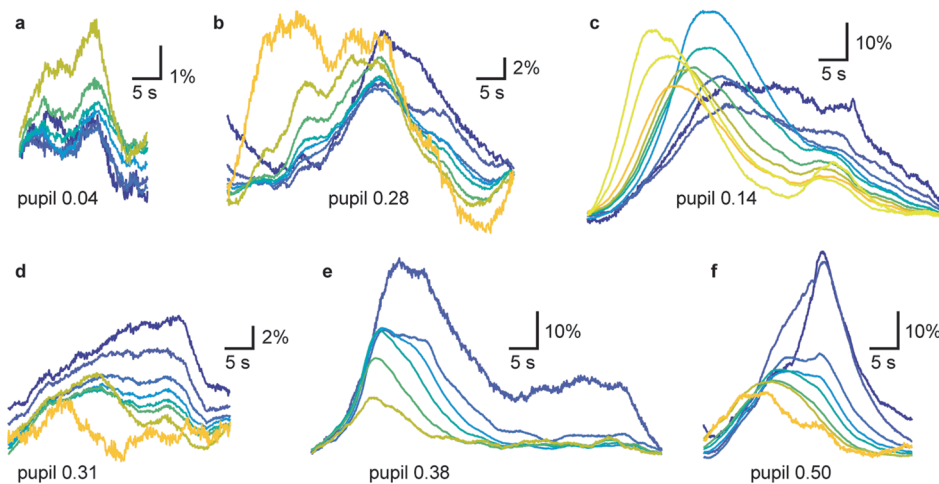 a
1%
5 s
pupil 0.04
b
2%
5 s
pupil 0.28
c
10%
5 s
pupil 0.14
d
2%
5 s
pupil 0.31
e
10%
5 s
pupil 0.38
f
10%
5 s
pupil 0.50